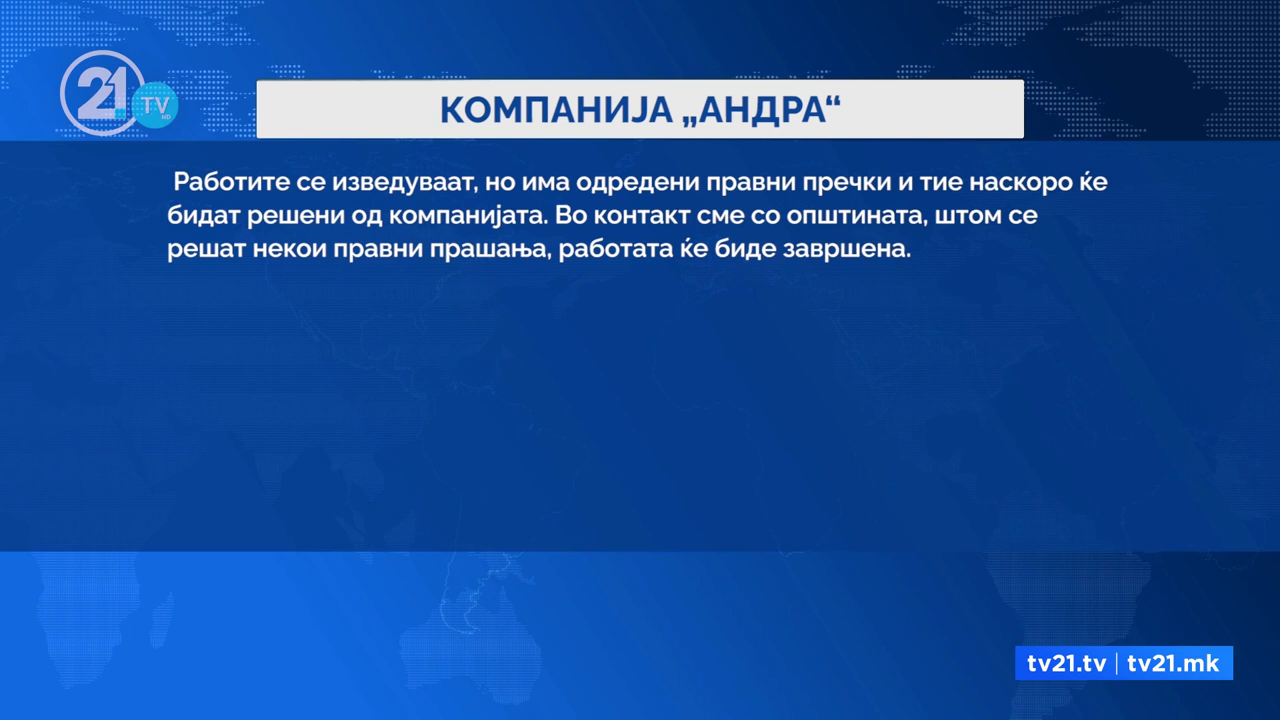 21
TV
HD
КОМПАНИЈА „АНДРА“
Работите се изведуваат, но има одредени правни пречки и тие наскоро ќе
бидат решени од компанијата. Во контакт сме со општината, штом се
решат некои правни прашања, работата ќе биде завршена.
tv21.tv | tv21.mk